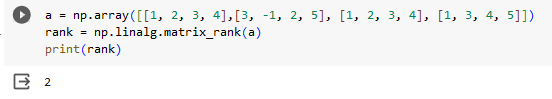 a = np.array([[1, 2, 3, 4],[3, -1, 2, 5], [1, 2, 3, 4], [1, 3, 4, 5]])
rank = np.linalg.matrix_rank(a)
print(rank)
2